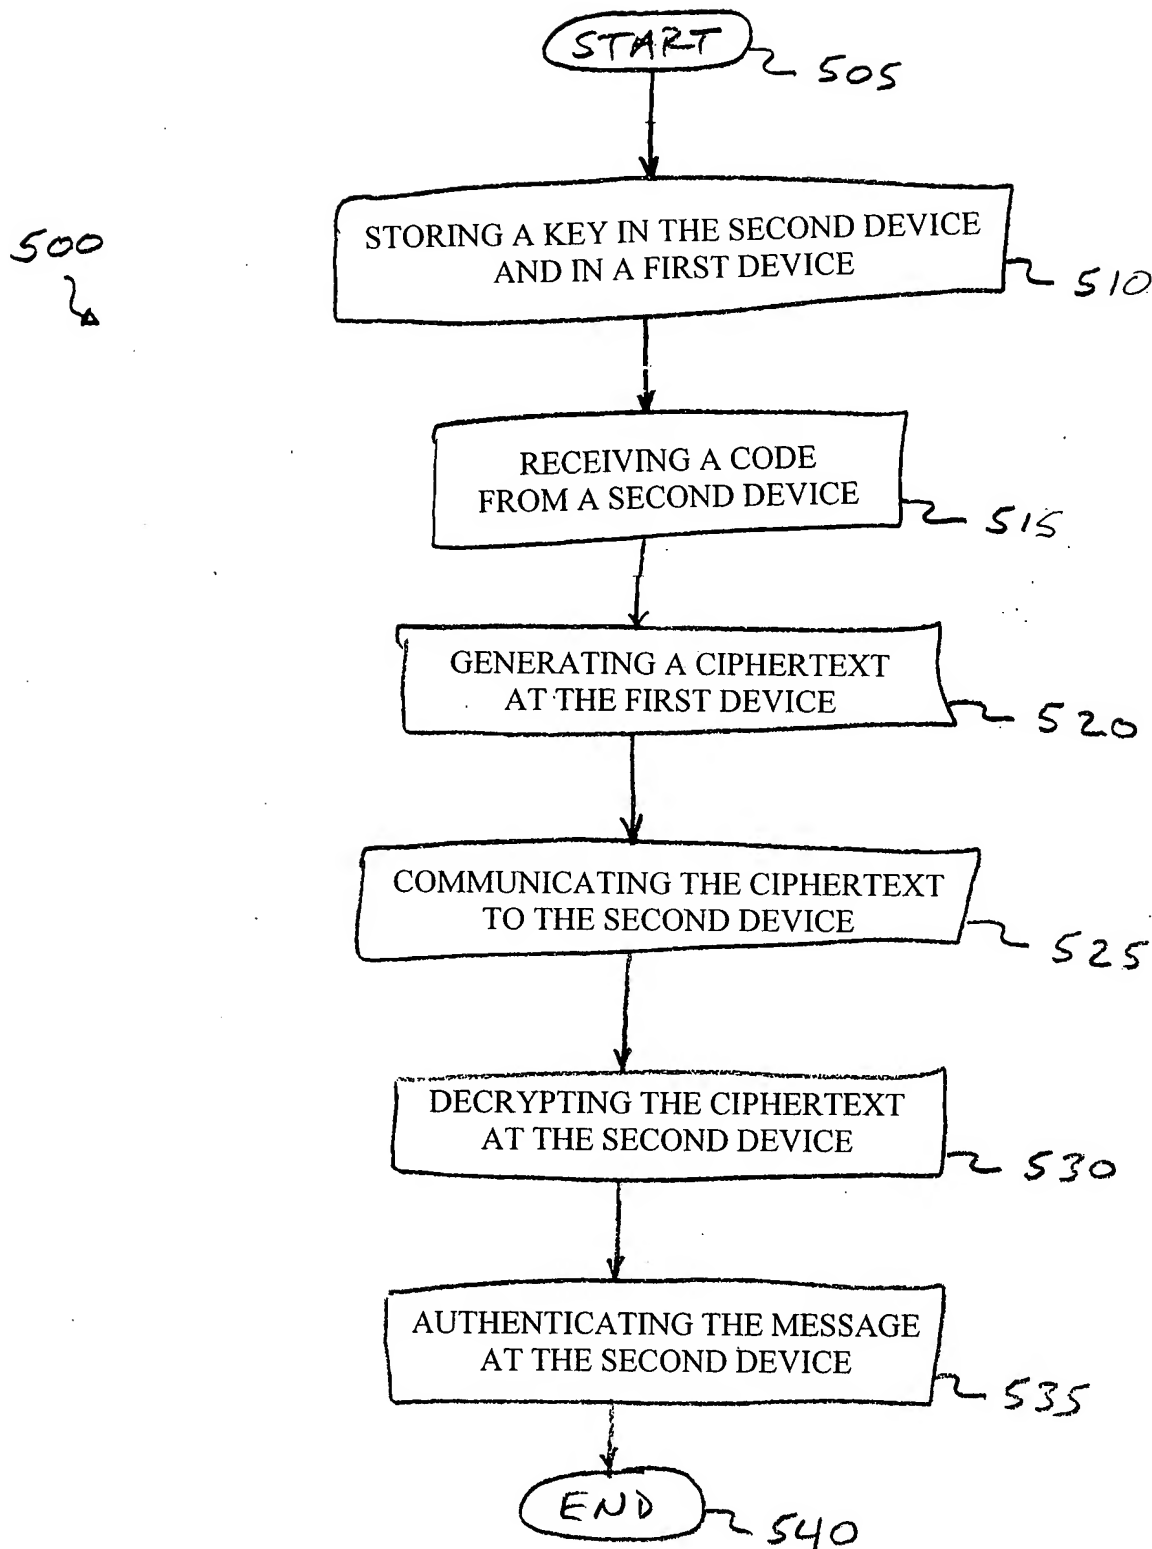 START
505
500
STORING A KEY IN THE SECOND DEVICE
AND IN A FIRST DEVICE
510
RECEIVING A CODE
FROM A SECOND DEVICE
515
GENERATING A CIPHERTEXT
AT THE FIRST DEVICE
520
COMMUNICATING THE CIPHERTEXT
TO THE SECOND DEVICE
525
DECRYPTING THE CIPHERTEXT
AT THE SECOND DEVICE
530
AUTHENTICATING THE MESSAGE
AT THE SECOND DEVICE
535
END
540